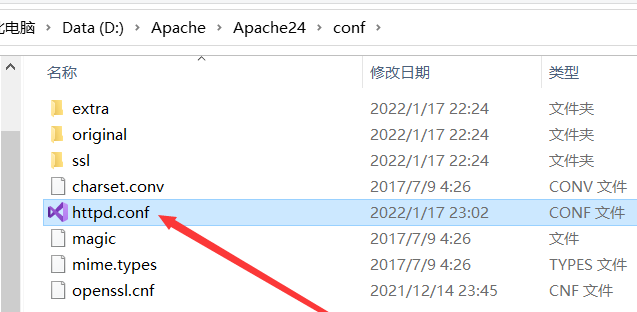 化电脑 > Data (D:) > Apache > Apache24 > conf >
名称 修改日期 类型
extra 2022/1/17 22:24 文件夹
original 2022/1/17 22:24 文件夹
ssl 2022/1/17 22:24 文件夹
charset.conv 2017/7/9 4:26 CONV 文件
httpd.conf 2022/1/17 23:02 CONF 文件
magic 2017/7/9 4:26 文件
mime.types 2017/7/9 4:26 TYPES 文件
openssl.cnf 2021/12/14 23:45 CNF 文件